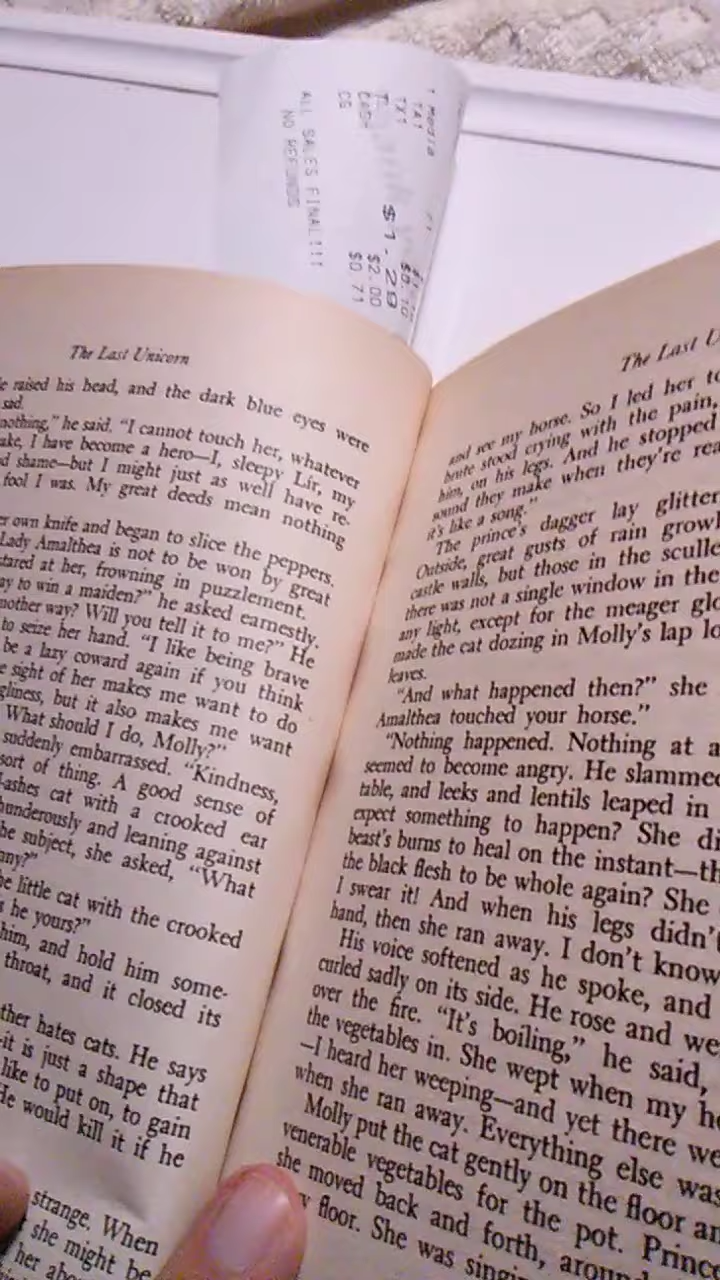 * Media
TA1 $0.10
TX1
$1.29
CASH $2.00
CG $0.71
ALL SALES FINAL!!!
NO REFUNDS
The Last Unicorn
raised his head, and the dark blue eyes were
sad.
nothing," he said. "I cannot touch her, whatever
I have become a hero—I, sleepy Lír, my
shame—but I might just as well have re-
fool I was. My great deeds mean nothing
own knife and began to slice the peppers.
Lady Amalthea is not to be won by great
at her, frowning in puzzlement.
to win a maiden?" he asked earnestly.
another way? Will you tell it to me?" He
to seize her hand. "I like being brave
be a lazy coward again if you think
sight of her makes me want to do
but it also makes me want
What should I do, Molly?"
suddenly embarrassed. "Kindness,
sort of thing. A good sense of
cat with a crooked ear
thunderously and leaning against
the subject, she asked, "What
little cat with the crooked
he yours?"
him, and hold him some-
throat, and it closed its
hates cats. He says
it is just a shape that
like to put on, to gain
He would kill it if he
strange. When
she might be
her
The Last
and see my horse. So I led her to
brute stood crying with the pain,
him, on his legs. And he stopped
sound they make when they're
it's like a song."
The prince's dagger lay
Outside, great gusts of rain
castle walls, but those in the
there was not a single window in the
any light, except for the meager
made the cat dozing in Molly's lap
leaves.
"And what happened then?" she
Amalthea touched your horse."
"Nothing happened. Nothing at
seemed to become angry. He slammed
table, and leeks and lentils leaped in
expect something to happen? She
beast's burns to heal on the instant—
the black flesh to be whole again? She
I swear it! And when his legs didn't
hand, then she ran away. I don't know
His voice softened as he spoke, and
curled sadly on its side. He rose and
over the fire. "It's boiling," he said,
the vegetables in. She wept when my
—I heard her weeping—and yet there
when she ran away. Everything else was
Molly put the cat gently on the floor
venerable vegetables for the pot.
she moved back and forth,
floor. She was